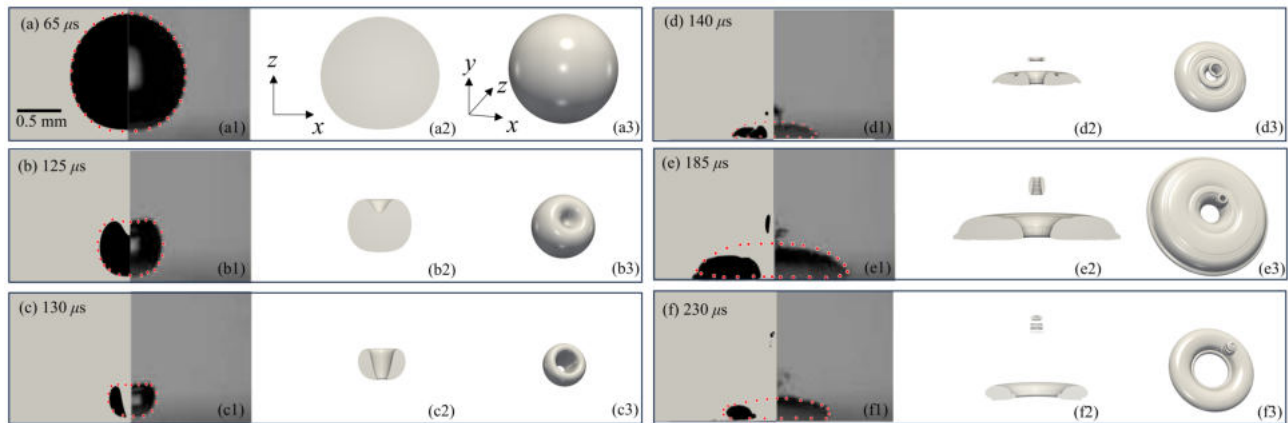 (a) 65 μs
0.5 mm
(a1)
z
x
(a2)
y
z
x
(a3)
(b) 125 μs
(b1)
(b2)
(b3)
(c) 130 μs
(c1)
(c2)
(c3)
(d) 140 μs
(d1)
(d2)
(d3)
(e) 185 μs
(e1)
(e2)
(e3)
(f) 230 μs
(f1)
(f2)
(f3)